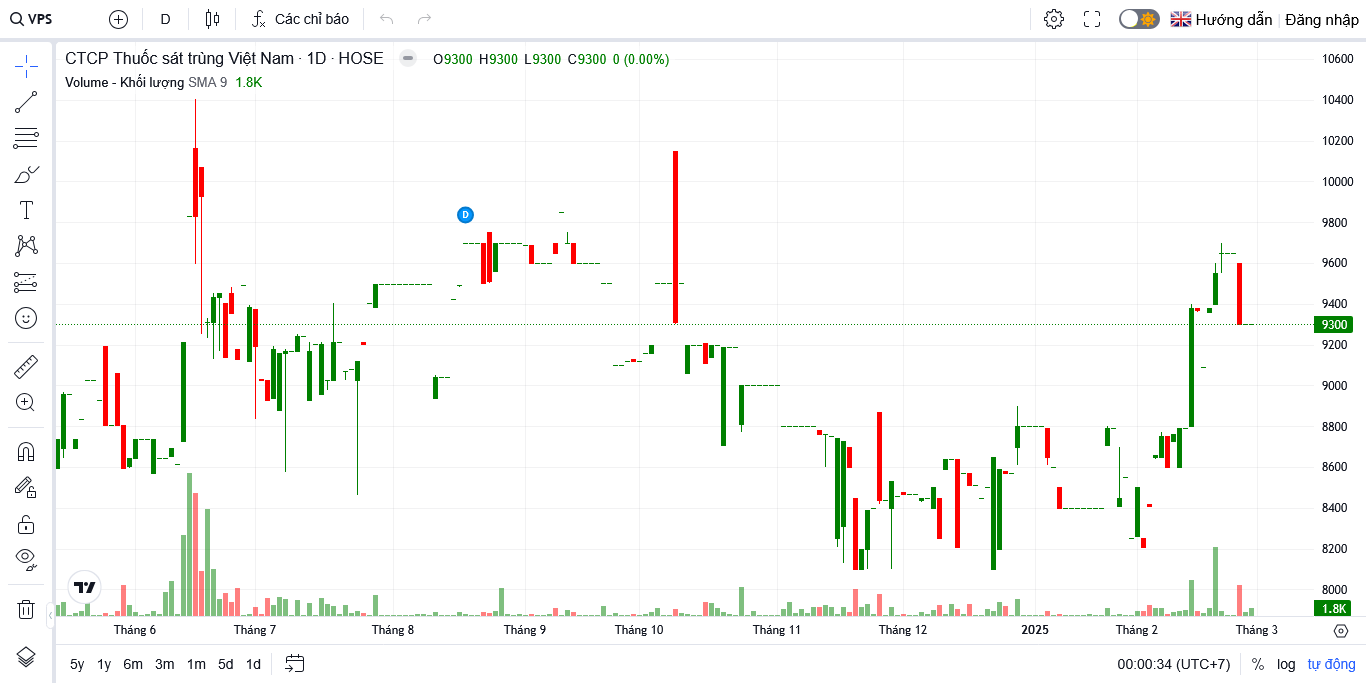 VPS D Các chỉ báo Hướng dẫn Đăng nhập
CTCP Thuốc sát trùng Việt Nam · 1D · HOSE O9300 H9300 L9300 C9300 0 (0.00%)
Volume - Khối lượng SMA 9 1.8K
10600
10400
10200
10000
9800
D
9600
9400
9300
9200
9000
8800
8600
8400
8200
8000
1.8K
Tháng 6 Tháng 7 Tháng 8 Tháng 9 Tháng 10 Tháng 11 Tháng 12 2025 Tháng 2 Tháng 3
5y 1y 6m 3m 1m 5d 1d 00:00:34 (UTC+7) % log tự động